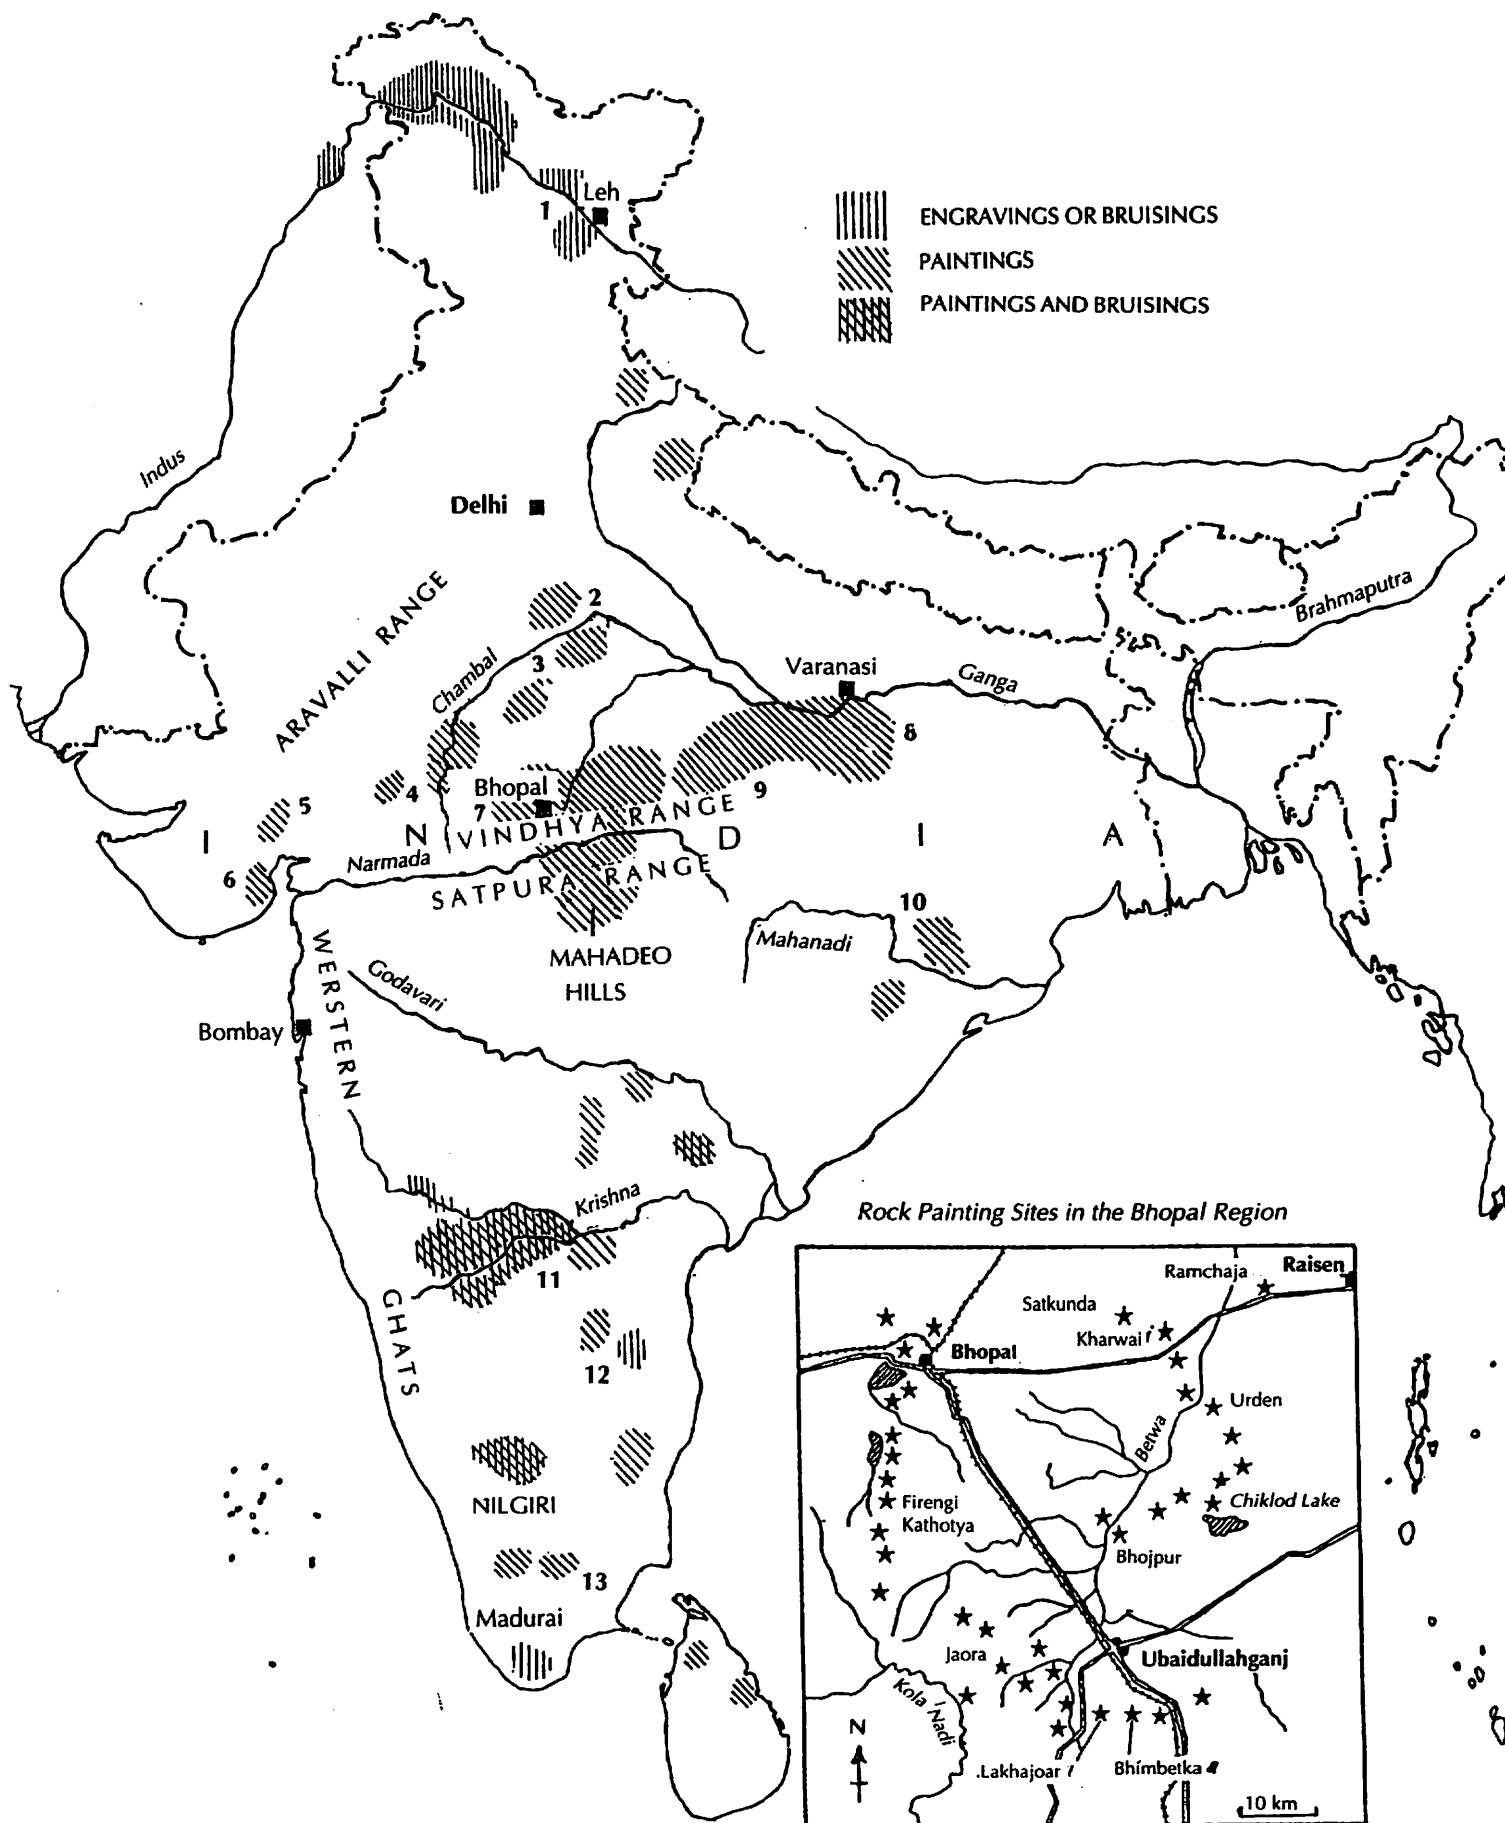 Leh
1
ENGRAVINGS OR BRUISINGS
PAINTINGS
PAINTINGS AND BRUISINGS
Indus
Delhi
ARAVALLI RANGE
2
Chambal
3
Brahmaputra
Varanasi
Ganga
8
Bhopal
4
5
7
9
VINDHYA RANGE
I N D I A
Narmada
6
SATPURA RANGE
10
MAHADEO
HILLS
Mahanadi
WERSTERN
GHATS
Godavari
Bombay
Krishna
11
12
NILGIRI
13
Madurai
Rock Painting Sites in the Bhopal Region
Ramchaja
Raisen
Satkunda
Kharwai
Bhopal
Urden
Betwa
Firengi
Kathotya
Chiklod Lake
Bhojpur
Jaora
Ubaidullahganj
Kola Nadi
N
Lakhajoar
Bhimbetka
10 km